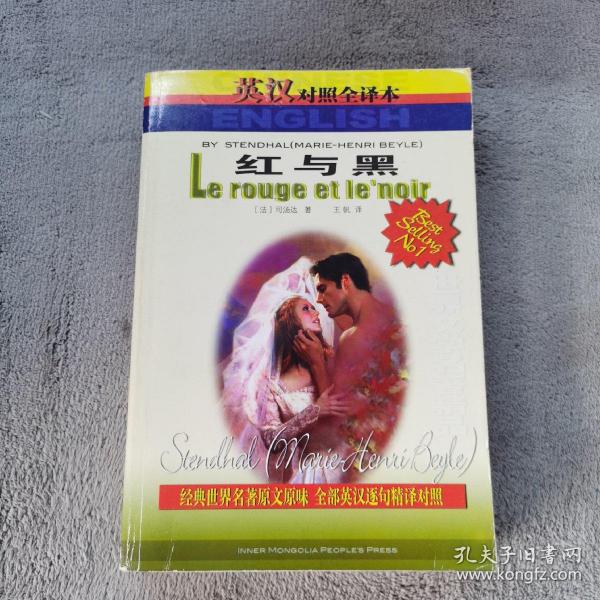 英汉对照全译本
ENGLISH
BY STENDHAL(MARIE-HENRI BEYLE)
红与黑
Le rouge et le'noir
[法]司汤达 著 王帆 译
Best
Selling
No1
Stendhal (Marie-Henri Beyle)
经典世界名著原文原味 全部英汉逐句精译对照
INNER MONGOLIA PEOPLE'S PRESS
孔夫子旧书网
www.kongfz.com